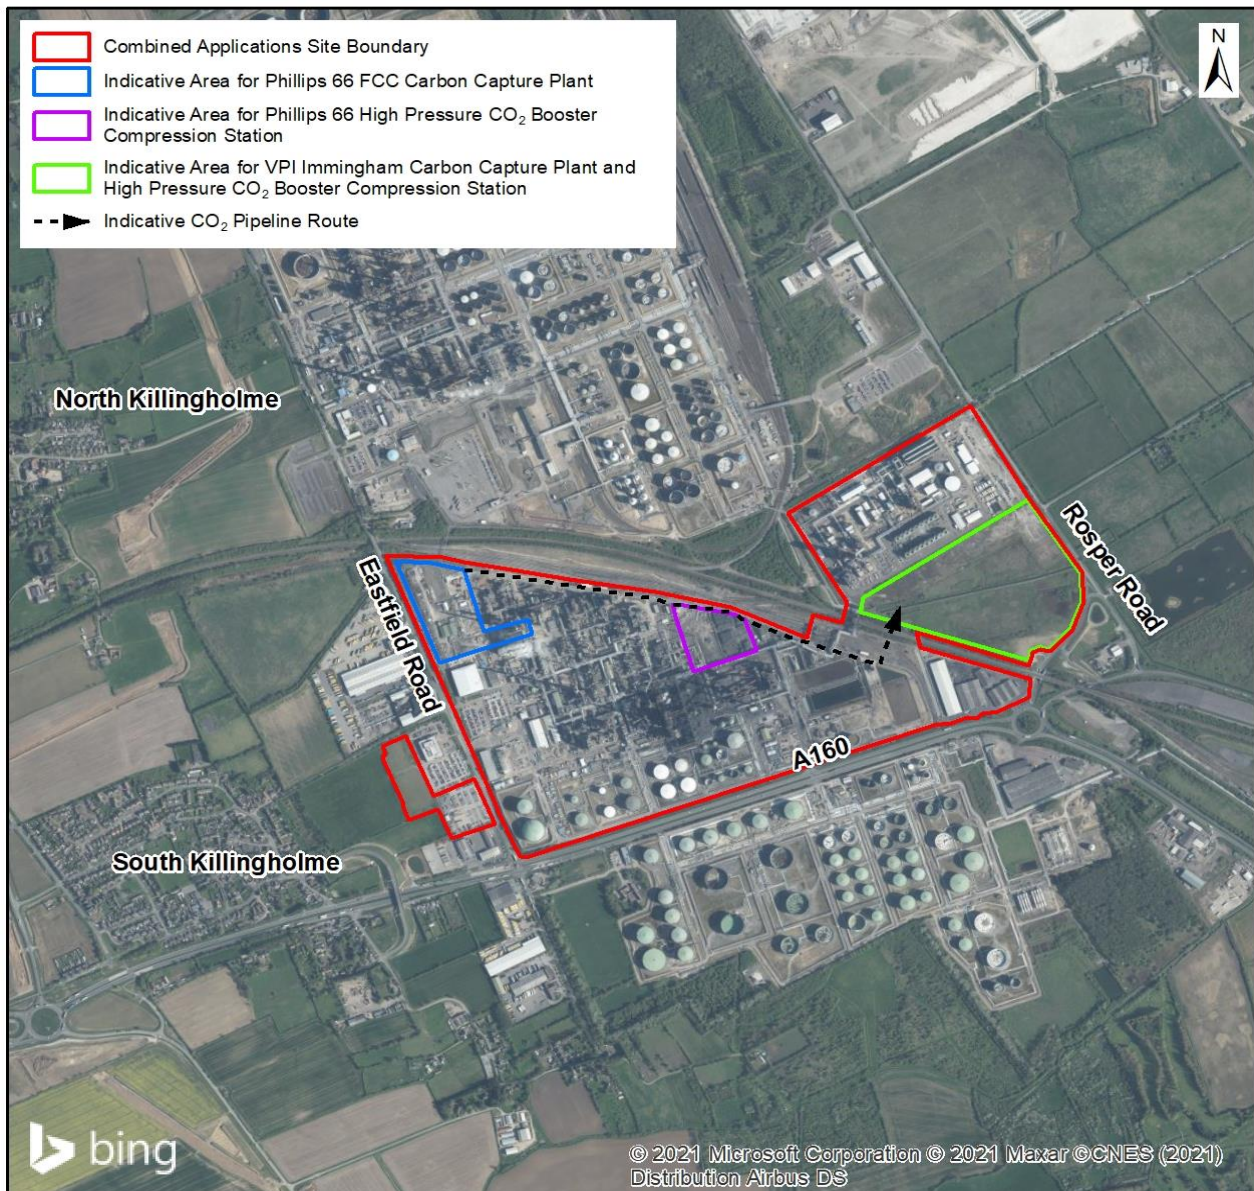 Combined Applications Site Boundary
Indicative Area for Phillips 66 FCC Carbon Capture Plant
Indicative Area for Phillips 66 High Pressure CO₂ Booster
Compression Station
Indicative Area for VPI Immingham Carbon Capture Plant and
High Pressure CO₂ Booster Compression Station
Indicative CO₂ Pipeline Route
N
North Killingholme
Eastfield Road
Rosper Road
A160
South Killingholme
bing
© 2021 Microsoft Corporation © 2021 Maxar ©CNES (2021)
Distribution Airbus DS